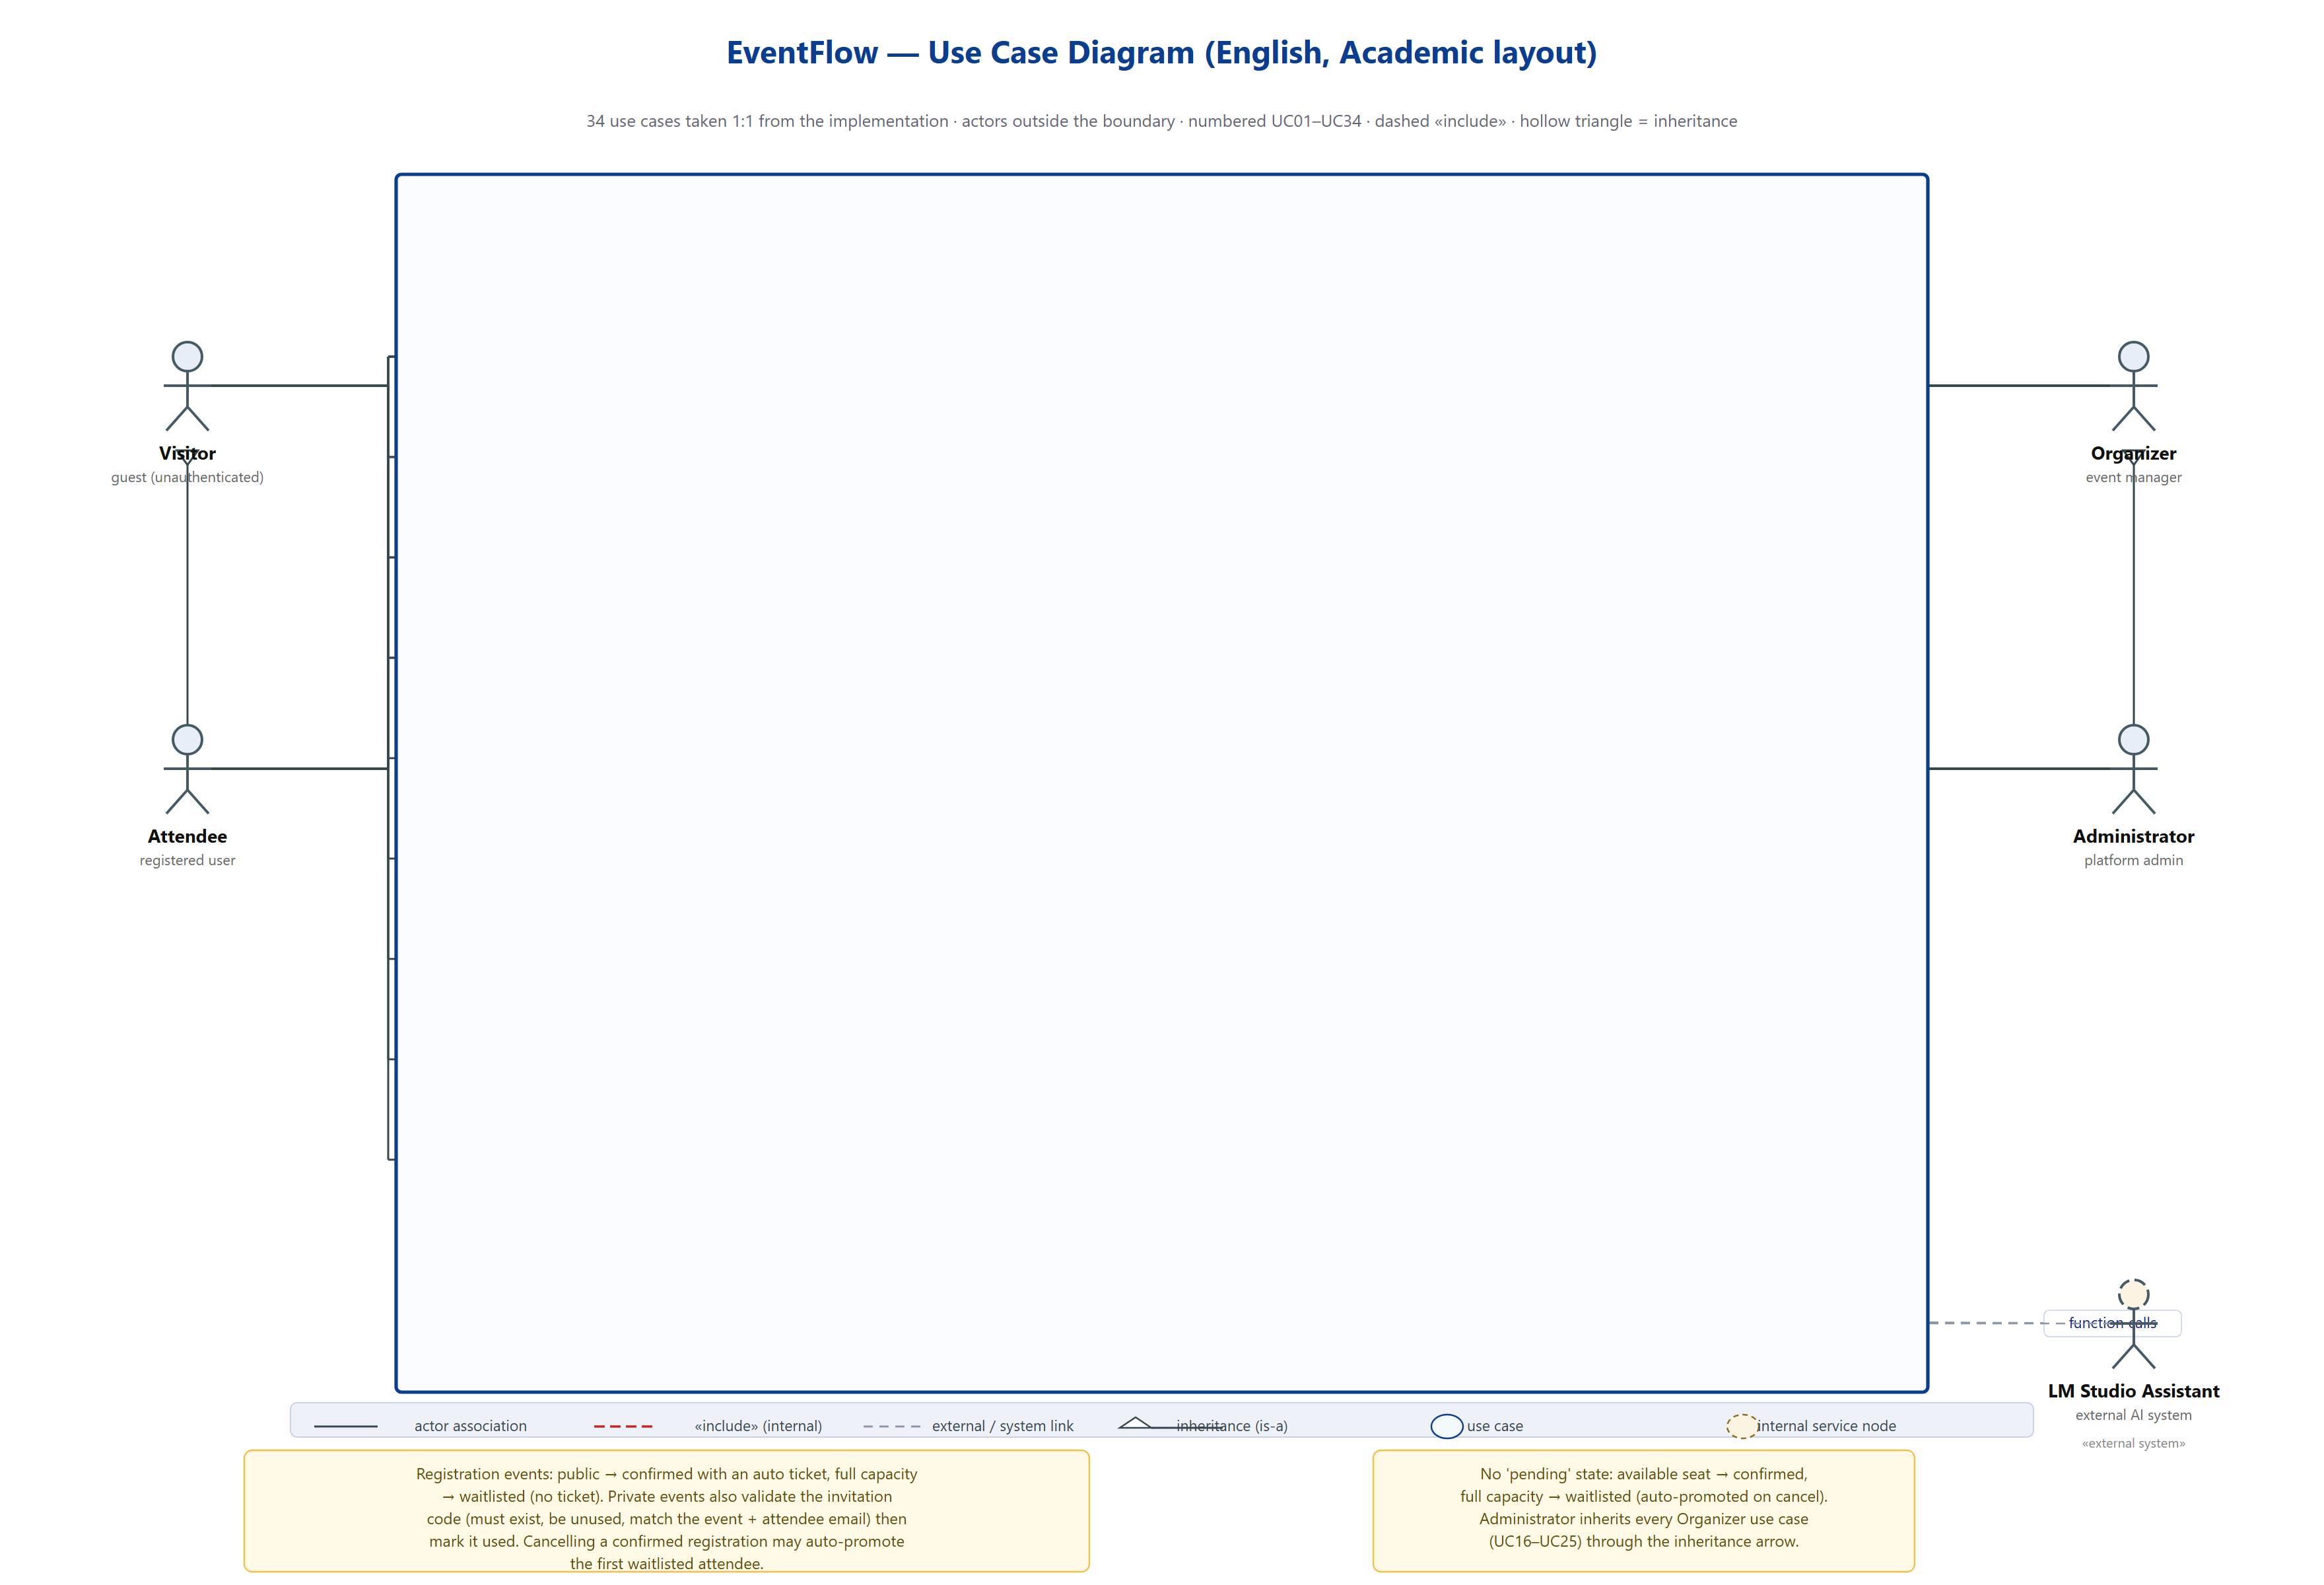 EventFlow — Use Case Diagram (English, Academic layout)
34 use cases taken 1:1 from the implementation · actors outside the boundary · numbered UC01–UC34 · dashed «include» · hollow triangle = inheritance
Visitor
guest (unauthenticated)
Organizer
event manager
Attendee
registered user
Administrator
platform admin
function calls
LM Studio Assistant
external AI system
«external system»
actor association
«include» (internal)
external / system link
inheritance (is-a)
use case
internal service node
Registration events: public → confirmed with an auto ticket, full capacity
→ waitlisted (no ticket). Private events also validate the invitation
code (must exist, be unused, match the event + attendee email) then
mark it used. Cancelling a confirmed registration may auto-promote
the first waitlisted attendee.
No 'pending' state: available seat → confirmed,
full capacity → waitlisted (auto-promoted on cancel).
Administrator inherits every Organizer use case
(UC16–UC25) through the inheritance arrow.